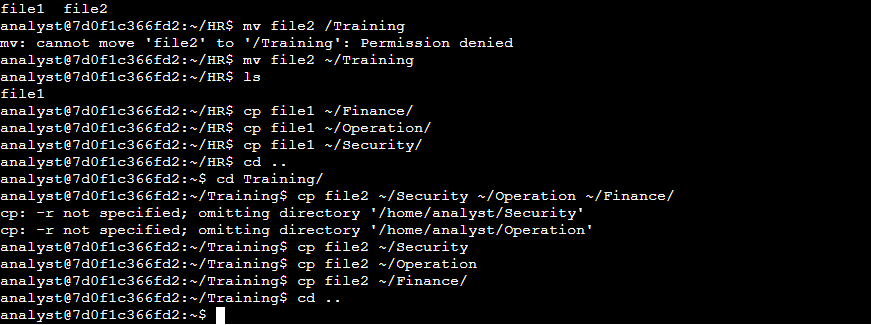 file1  file2
analyst@7d0f1c366fd2:~/HR$ mv file2 /Training
mv: cannot move 'file2' to '/Training': Permission denied
analyst@7d0f1c366fd2:~/HR$ mv file2 ~/Training
analyst@7d0f1c366fd2:~/HR$ ls
file1
analyst@7d0f1c366fd2:~/HR$ cp file1 ~/Finance/
analyst@7d0f1c366fd2:~/HR$ cp file1 ~/Operation/
analyst@7d0f1c366fd2:~/HR$ cp file1 ~/Security/
analyst@7d0f1c366fd2:~/HR$ cd ..
analyst@7d0f1c366fd2:~$ cd Training/
analyst@7d0f1c366fd2:~/Training$ cp file2 ~/Security ~/Operation ~/Finance/
cp: -r not specified; omitting directory '/home/analyst/Security'
cp: -r not specified; omitting directory '/home/analyst/Operation'
analyst@7d0f1c366fd2:~/Training$ cp file2 ~/Security
analyst@7d0f1c366fd2:~/Training$ cp file2 ~/Operation
analyst@7d0f1c366fd2:~/Training$ cp file2 ~/Finance/
analyst@7d0f1c366fd2:~/Training$ cd ..
analyst@7d0f1c366fd2:~$